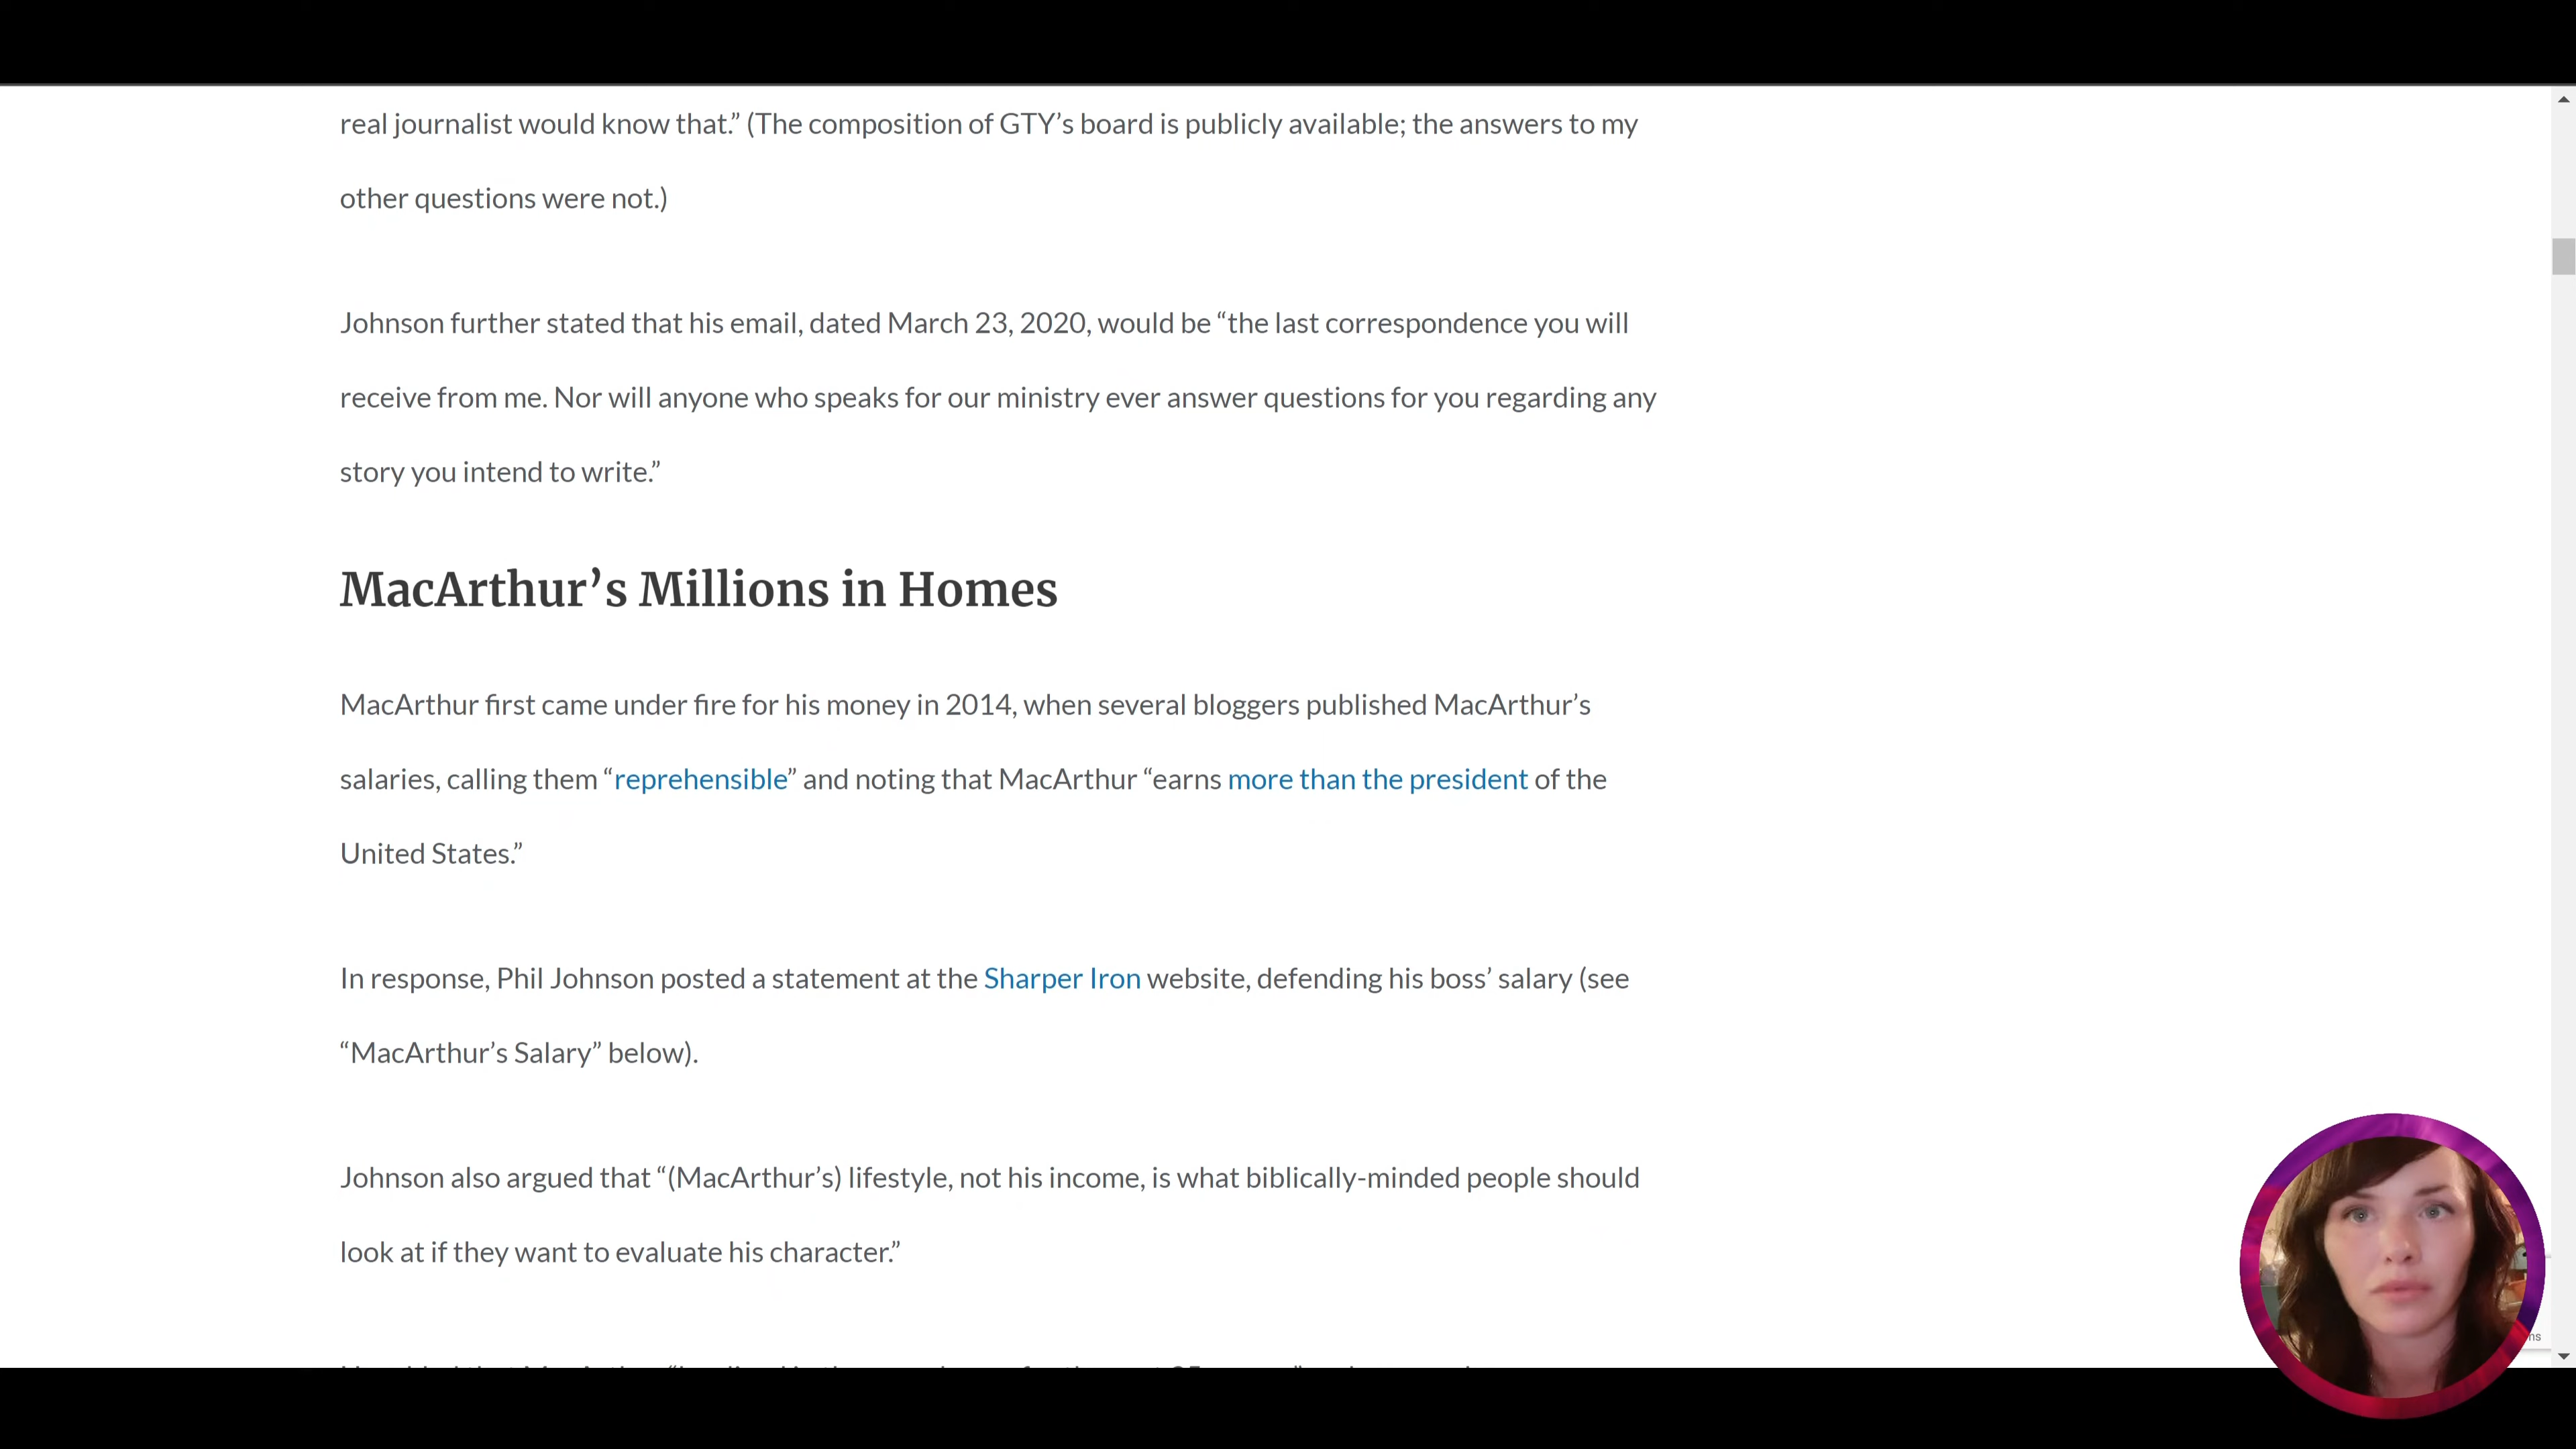 real journalist would know that.” (The composition of GTY’s board is publicly available; the answers to my
other questions were not.)
Johnson further stated that his email, dated March 23, 2020, would be “the last correspondence you will
receive from me. Nor will anyone who speaks for our ministry ever answer questions for you regarding any
story you intend to write.”
MacArthur’s Millions in Homes
MacArthur first came under fire for his money in 2014, when several bloggers published MacArthur’s
salaries, calling them “reprehensible” and noting that MacArthur “earns more than the president of the
United States.”
In response, Phil Johnson posted a statement at the Sharper Iron website, defending his boss’ salary (see
“MacArthur’s Salary” below).
Johnson also argued that “(MacArthur’s) lifestyle, not his income, is what biblically-minded people should
look at if they want to evaluate his character.”